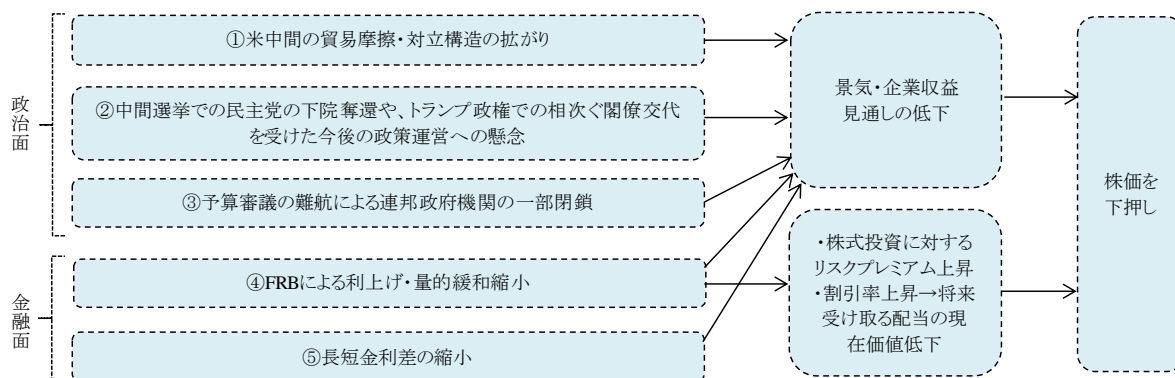 政治面
①米中間の貿易摩擦・対立構造の拡がり
②中間選挙での民主党の下院奪還や、トランプ政権での相次ぐ閣僚交代
を受けた今後の政策運営への懸念
③予算審議の難航による連邦政府機関の一部閉鎖
金融面
④FRBによる利上げ・量的緩和縮小
⑤長短金利差の縮小
景気・企業収益
見通しの低下
・株式投資に対する
リスクプレミアム上昇
・割引率上昇→将来
受け取る配当の現
在価値低下
株価を
下押し